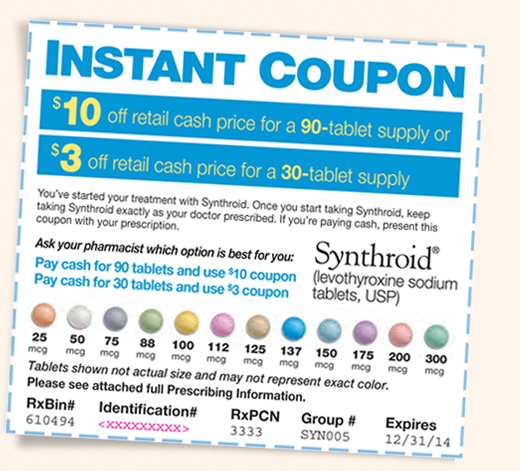 INSTANT COUPON
$10 off retail cash price for a 90-tablet supply or
$3 off retail cash price for a 30-tablet supply
You've started your treatment with Synthroid. Once you start taking Synthroid, keep
taking Synthroid exactly as your doctor prescribed. If you're paying cash, present this
coupon with your prescription.
Ask your pharmacist which option is best for you:
Pay cash for 90 tablets and use $10 coupon
Pay cash for 30 tablets and use $3 coupon
Synthroid®
(levothyroxine sodium
tablets, USP)
25 50 75 88 100 112 125 137 150 175 200 300
mcg mcg mcg mcg mcg mcg mcg mcg mcg mcg mcg mcg
Tablets shown not actual size and may not represent exact color.
Please see attached full Prescribing Information.
RxBin# Identification# RxPCN Group # Expires
610494 <XXXXXXXXX> 3333 SYN005 12/31/14